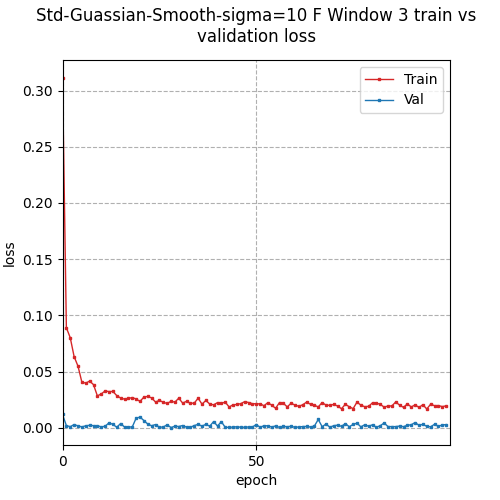 Std-Guassian-Smooth-sigma=10 F Window 3 train vs
validation loss
Train
Val
0.30
0.25
0.20
0.15
0.10
0.05
0.00
loss
0
50
epoch